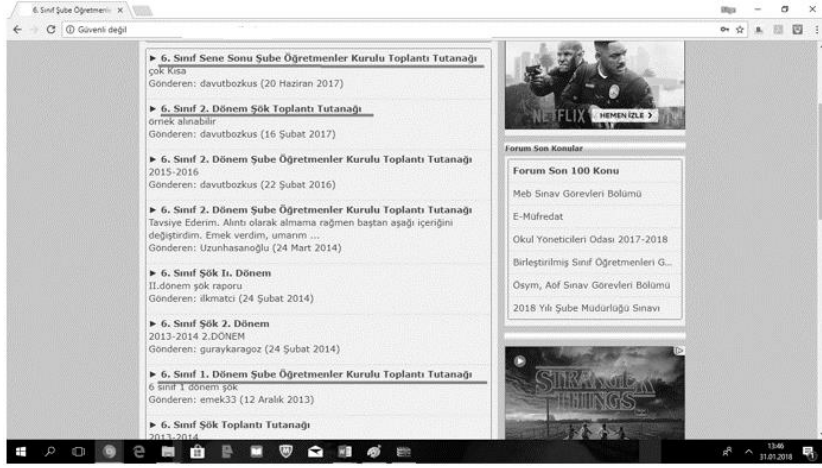 6. Sınıf Şube Öğretmenle
Güvenli değil
► 6. Sınıf Sene Sonu Şube Öğretmenler Kurulu Toplantı Tutanağı
çok Kısa
Gönderen: davutbozkus (20 Haziran 2017)
► 6. Sınıf 2. Dönem Şök Toplantı Tutanağı
örnek alınabilir
Gönderen: davutbozkus (16 Şubat 2017)
► 6. Sınıf 2. Dönem Şube Öğretmenler Kurulu Toplantı Tutanağı
2015-2016
Gönderen: davutbozkus (22 Şubat 2016)
► 6. Sınıf 2. Dönem Şube Öğretmenler Kurulu Toplantı Tutanağı
Tavsiye Ederim. Alıntı olarak almama rağmen baştan aşağı içeriğini
değiştirdim. Emek verdim, umarım ...
Gönderen: Uzunhasanoğlu (24 Mart 2014)
► 6. Sınıf Şök Iı. Dönem
II.dönem şök raporu
Gönderen: ilkmatci (24 Şubat 2014)
► 6. Sınıf Şök 2. Dönem
2013-2014 2.DÖNEM
Gönderen: guraykaragoz (24 Şubat 2014)
► 6. Sınıf 1. Dönem Şube Öğretmenler Kurulu Toplantı Tutanağı
6 sınıf 1 dönem şök
Gönderen: emek33 (12 Aralık 2013)
► 6. Sınıf Şök Toplantı Tutanağı
2013-2014
NETFLIX
HEMEN İZLE
Forum Son Konular
Forum Son 100 Konu
Meb Sınav Görevleri Bölümü
E-Müfredat
Okul Yöneticileri Odası 2017-2018
Birleştirilmiş Sınıf Öğretmenleri G...
Ösym, Aöf Sınav Görevleri Bölümü
2018 Yılı Şube Müdürlüğü Sınavı
STRANGER
THINGS
13:46
31.01.2018